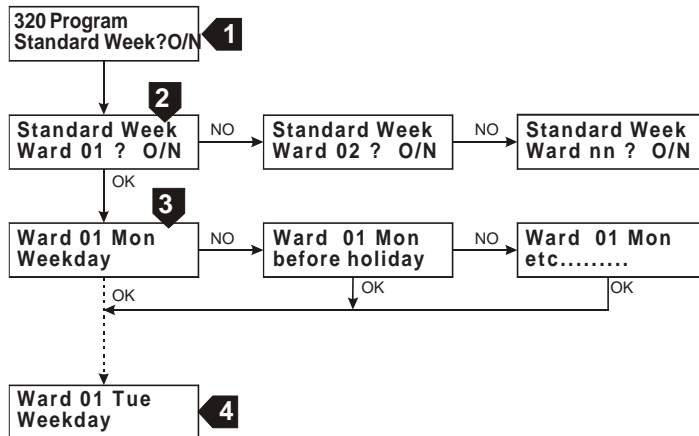 320 Program
Standard Week?O/N
1
2
Standard Week
Ward 01 ? O/N
NO
Standard Week
Ward 02 ? O/N
NO
Standard Week
Ward nn ? O/N
OK
3
Ward 01 Mon
Weekday
NO
Ward 01 Mon
before holiday
NO
Ward 01 Mon
etc.........
OK
OK
OK
Ward 01 Tue
Weekday
4